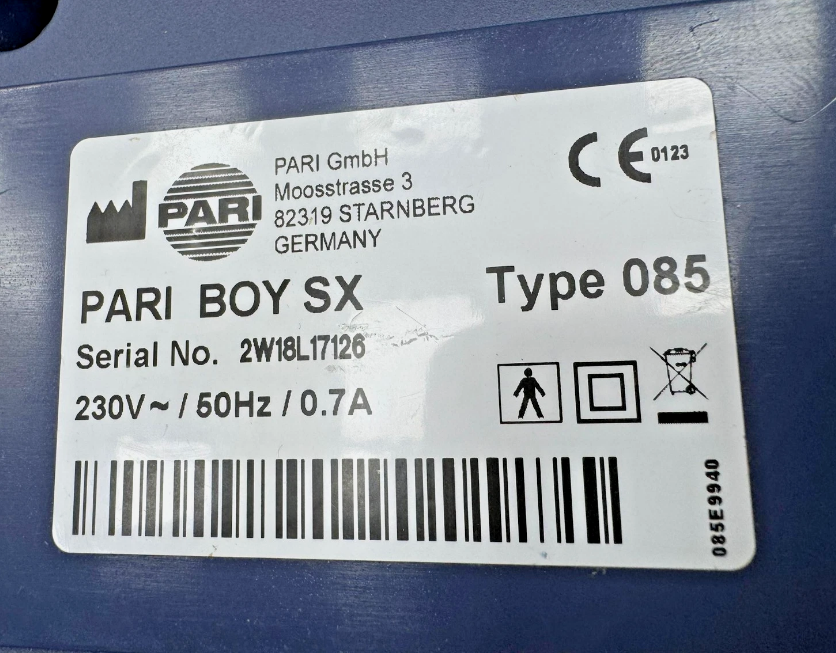 PARI
PARI GmbH
Moosstrasse 3
82319 STARNBERG
GERMANY
CE 0123
PARI BOY SX
Type 085
Serial No. 2W18L17126
230V ~ / 50Hz / 0.7A
085E9940